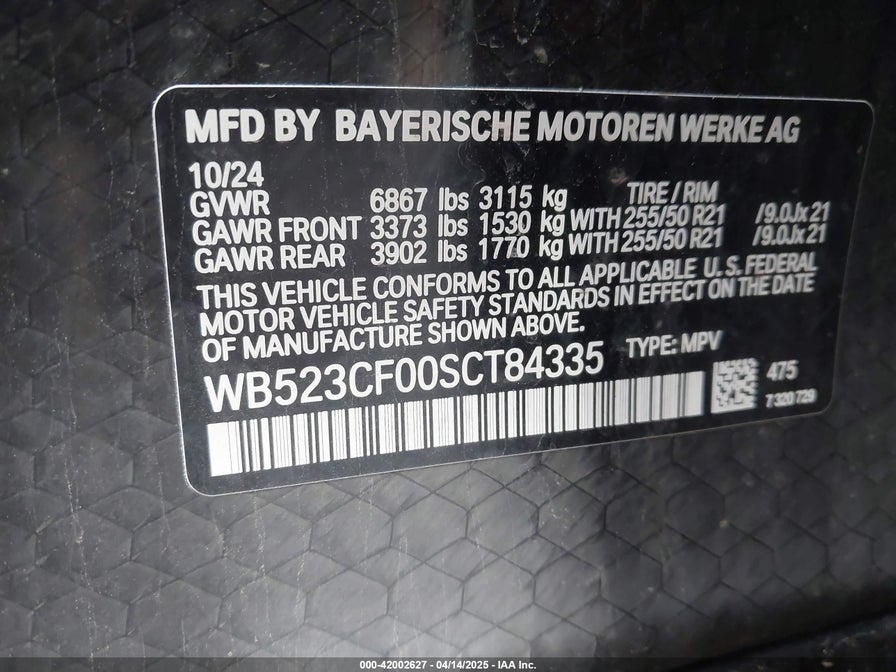 MFD BY BAYERISCHE MOTOREN WERKE AG
10/24
GVWR 6867 lbs 3115 kg TIRE / RIM
GAWR FRONT 3373 lbs 1530 kg WITH 255/50 R21 /9.0Jx21
GAWR REAR 3902 lbs 1770 kg WITH 255/50 R21 /9.0Jx21
THIS VEHICLE CONFORMS TO ALL APPLICABLE U.S. FEDERAL
MOTOR VEHICLE SAFETY STANDARDS IN EFFECT ON THE DATE
OF MANUFACTURE SHOWN ABOVE.
WB523CF00SCT84335 TYPE: MPV
475
7 320 729
000-42002627 - 04/14/2025 - IAA Inc.